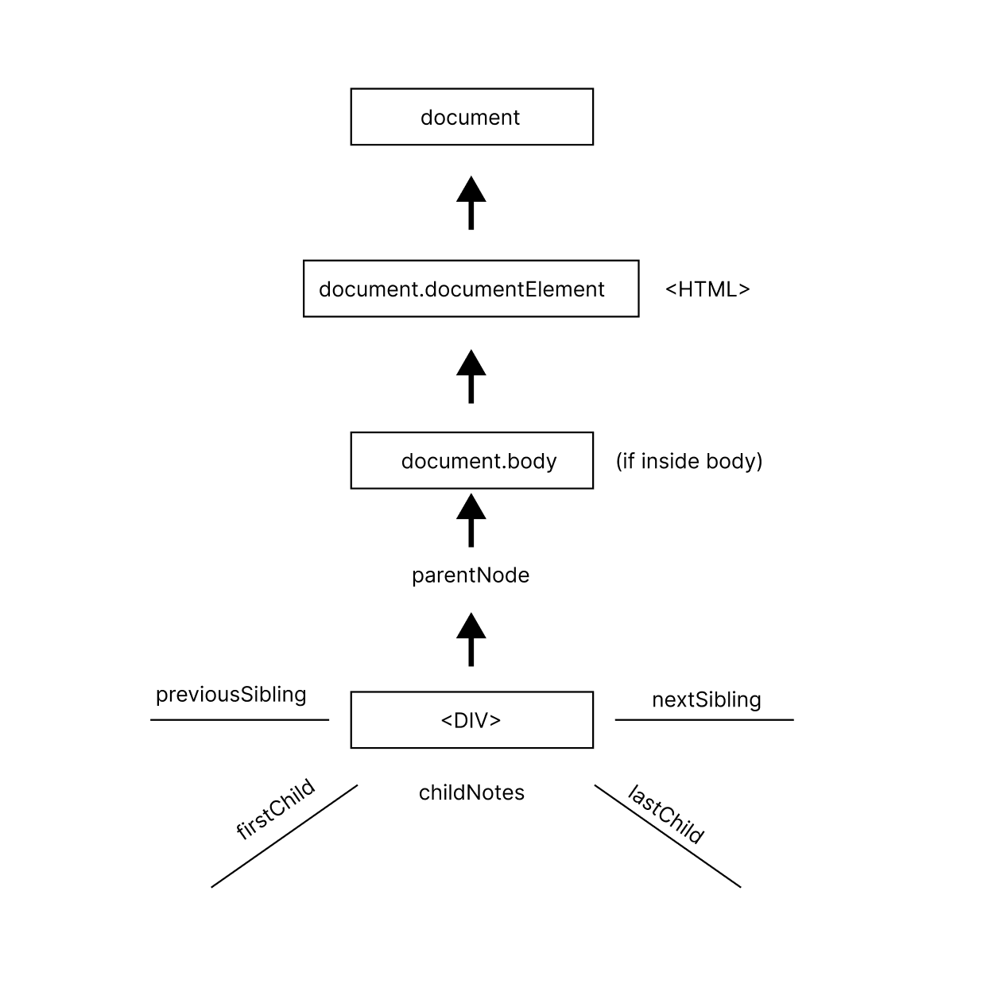 document
document.documentElement
<HTML>
document.body
(if inside body)
parentNode
previousSibling
<DIV>
nextSibling
firstChild
childNotes
lastChild